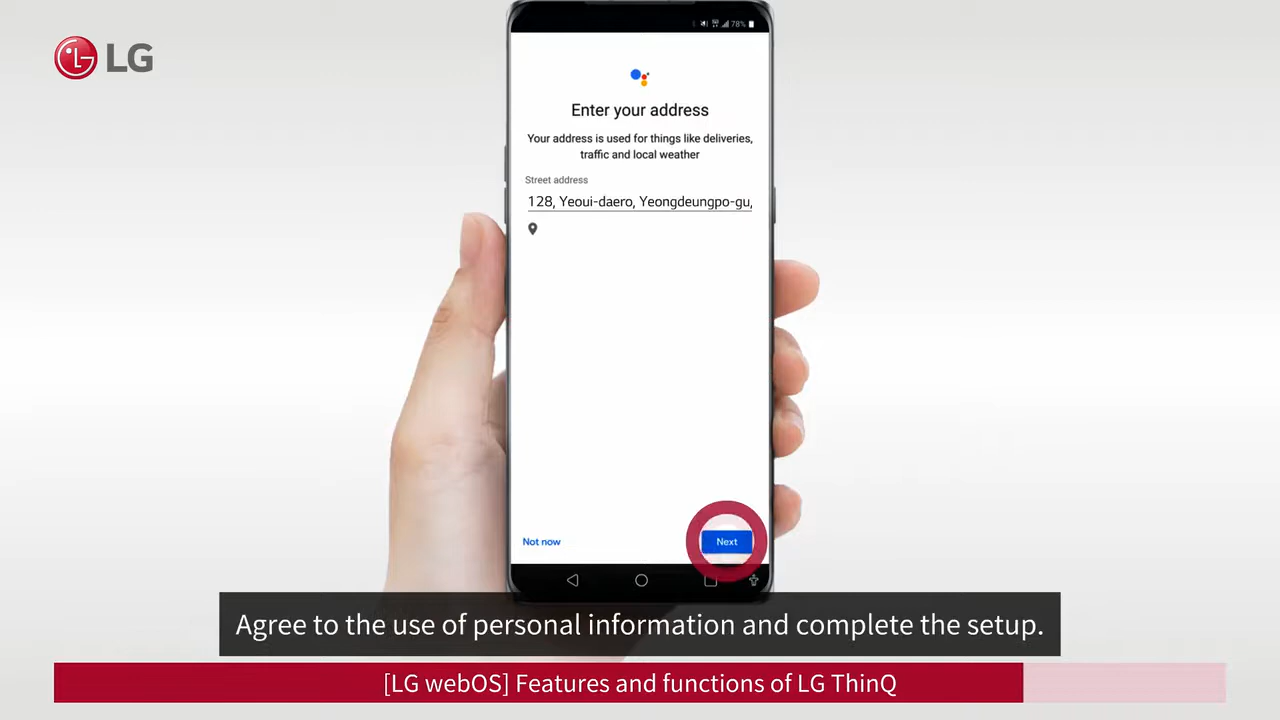 LG
78%
Enter your address
Your address is used for things like deliveries,
traffic and local weather
Street address
128, Yeoui-daero, Yeongdeungpo-gu,
Not now
Next
Agree to the use of personal information and complete the setup.
[LG webOS] Features and functions of LG ThinQ